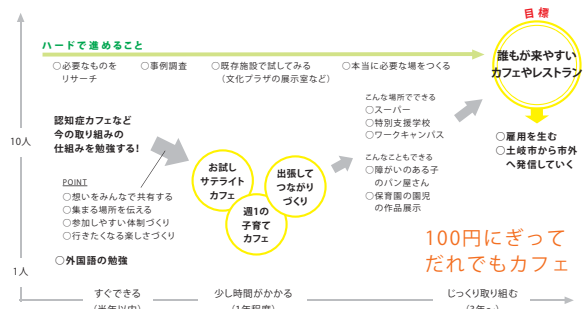 目標
誰もが来やすい
カフェやレストラン
ハードで進めること
○必要なものを
リサーチ
○事例調査
○既存施設で試してみる
（文化プラザの展示室など）
○本当に必要な場をつくる
10人
認知症カフェなど
今の取り組みの
仕組みを勉強する！
POINT
○想いをみんなで共有する
○集まる場所を伝える
○参加しやすい体制づくり
○行きたくなる楽しさづくり
○外国語の勉強
お試し
サテライト
カフェ
週1の
子育て
カフェ
出張して
つながり
づくり
こんな場所でできる
○スーパー
○特別支援学校
○ワークキャンパス
こんなこともできる
○障がいのある子
のパン屋さん
○保育園の園児
の作品展示
○雇用を生む
○土岐市から市外
へ発信していく
100円にぎって
だれでもカフェ
1人
すぐできる
（半年以内）
少し時間がかかる
（1年程度）
じっくり取り組む
（3年〜）